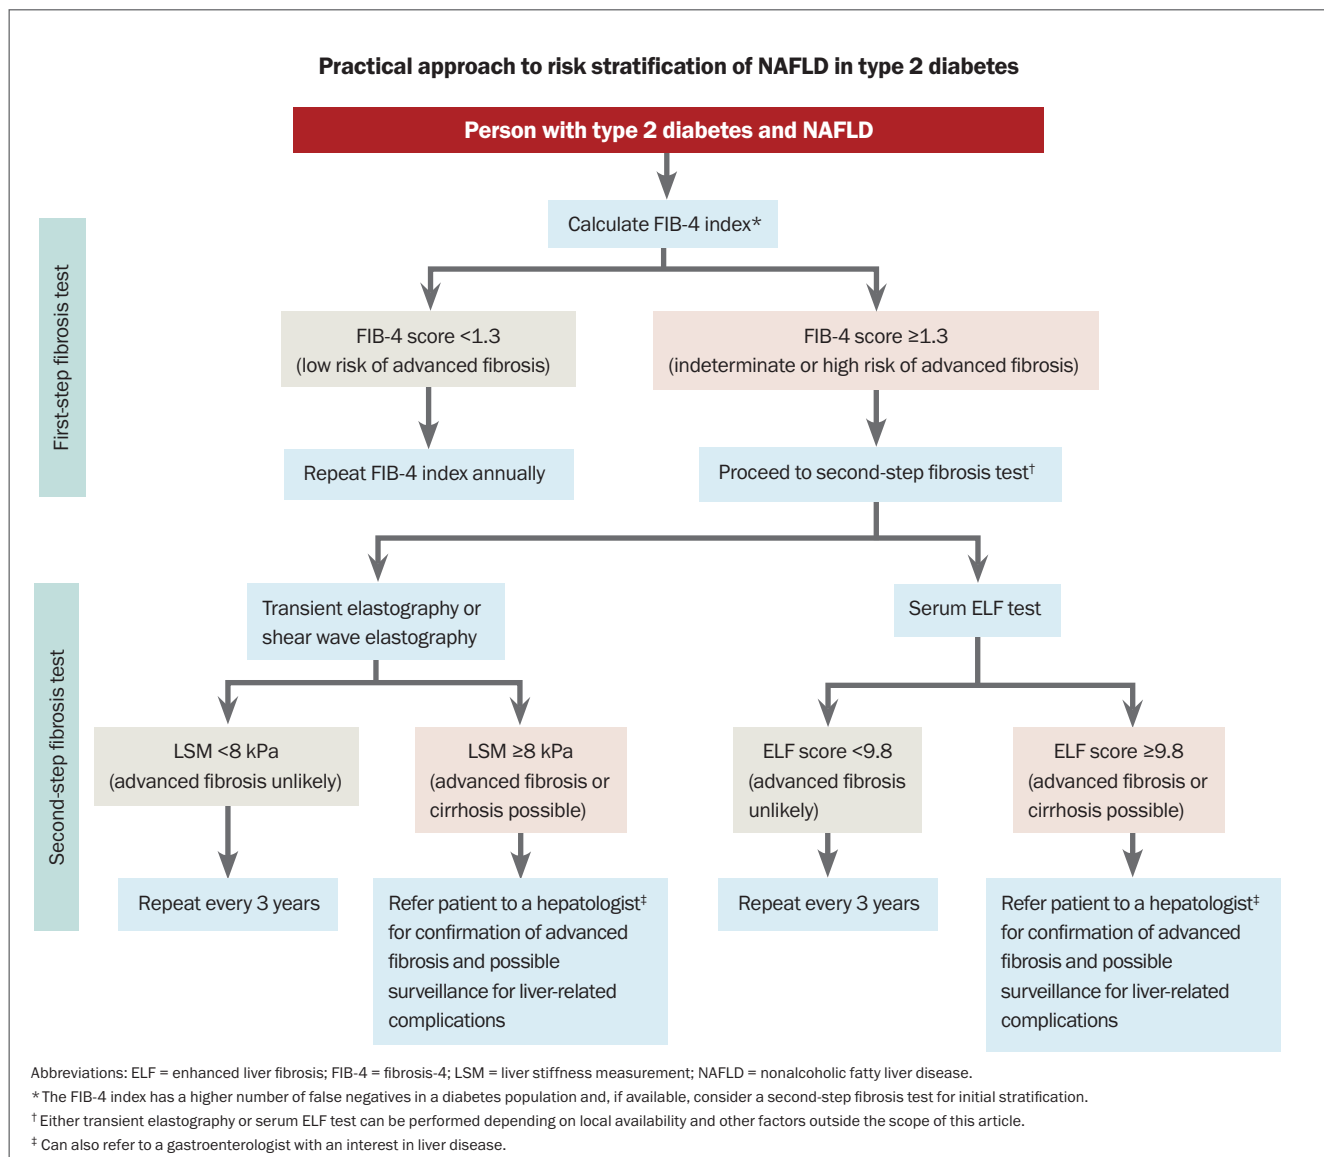 Practical approach to risk stratification of NAFLD in type 2 diabetes
Person with type 2 diabetes and NAFLD
First-step fibrosis test
Calculate FIB-4 index*
FIB-4 score <1.3
(low risk of advanced fibrosis)
FIB-4 score ≥1.3
(indeterminate or high risk of advanced fibrosis)
Repeat FIB-4 index annually
Proceed to second-step fibrosis test†
Second-step fibrosis test
Transient elastography or
shear wave elastography
Serum ELF test
LSM <8 kPa
(advanced fibrosis unlikely)
LSM ≥8 kPa
(advanced fibrosis or
cirrhosis possible)
ELF score <9.8
(advanced fibrosis
unlikely)
ELF score ≥9.8
(advanced fibrosis or
cirrhosis possible)
Repeat every 3 years
Refer patient to a hepatologist‡
for confirmation of advanced
fibrosis and possible
surveillance for liver-related
complications
Repeat every 3 years
Refer patient to a hepatologist‡
for confirmation of advanced
fibrosis and possible
surveillance for liver-related
complications
Abbreviations: ELF = enhanced liver fibrosis; FIB-4 = fibrosis-4; LSM = liver stiffness measurement; NAFLD = nonalcoholic fatty liver disease.
* The FIB-4 index has a higher number of false negatives in a diabetes population and, if available, consider a second-step fibrosis test for initial stratification.
† Either transient elastography or serum ELF test can be performed depending on local availability and other factors outside the scope of this article.
‡ Can also refer to a gastroenterologist with an interest in liver disease.